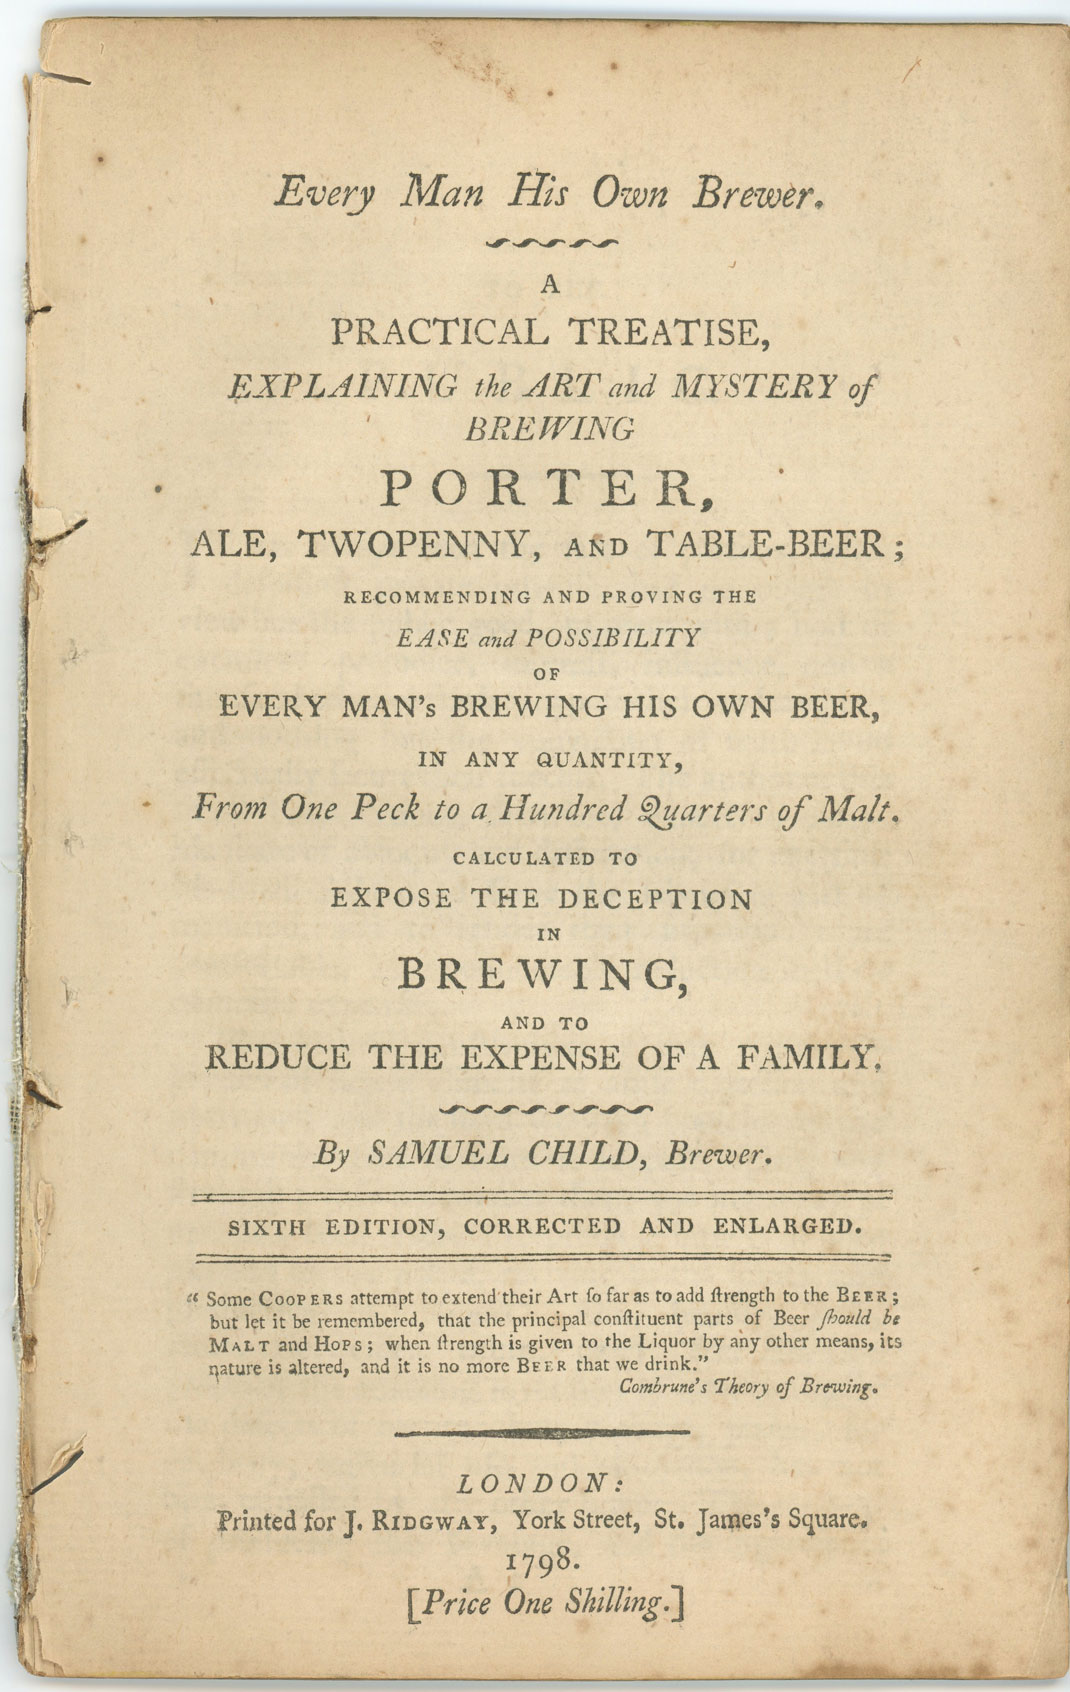 Every Man His Own Brewer.
A
PRACTICAL TREATISE,
EXPLAINING the ART and MYSTERY of
BREWING
PORTER,
ALE, TWOPENNY, AND TABLE-BEER;
RECOMMENDING AND PROVING THE
EASE and POSSIBILITY
OF
EVERY MAN's BREWING HIS OWN BEER,
IN ANY QUANTITY,
From One Peck to a Hundred Quarters of Malt.
CALCULATED TO
EXPOSE THE DECEPTION
IN
BREWING,
AND TO
REDUCE THE EXPENSE OF A FAMILY.
By SAMUEL CHILD, Brewer.
SIXTH EDITION, CORRECTED AND ENLARGED.
“ Some COOPERS attempt to extend their Art ſo far as to add ſtrength to the BEER;
but let it be remembered, that the principal conſtituent parts of Beer ſhould be
MALT and HOPS; when ſtrength is given to the Liquor by any other means, its
nature is altered, and it is no more BEER that we drink.”
Combrune's Theory of Brewing.
LONDON:
Printed for J. RIDGWAY, York Street, St. James's Square.
1798.
[Price One Shilling.]